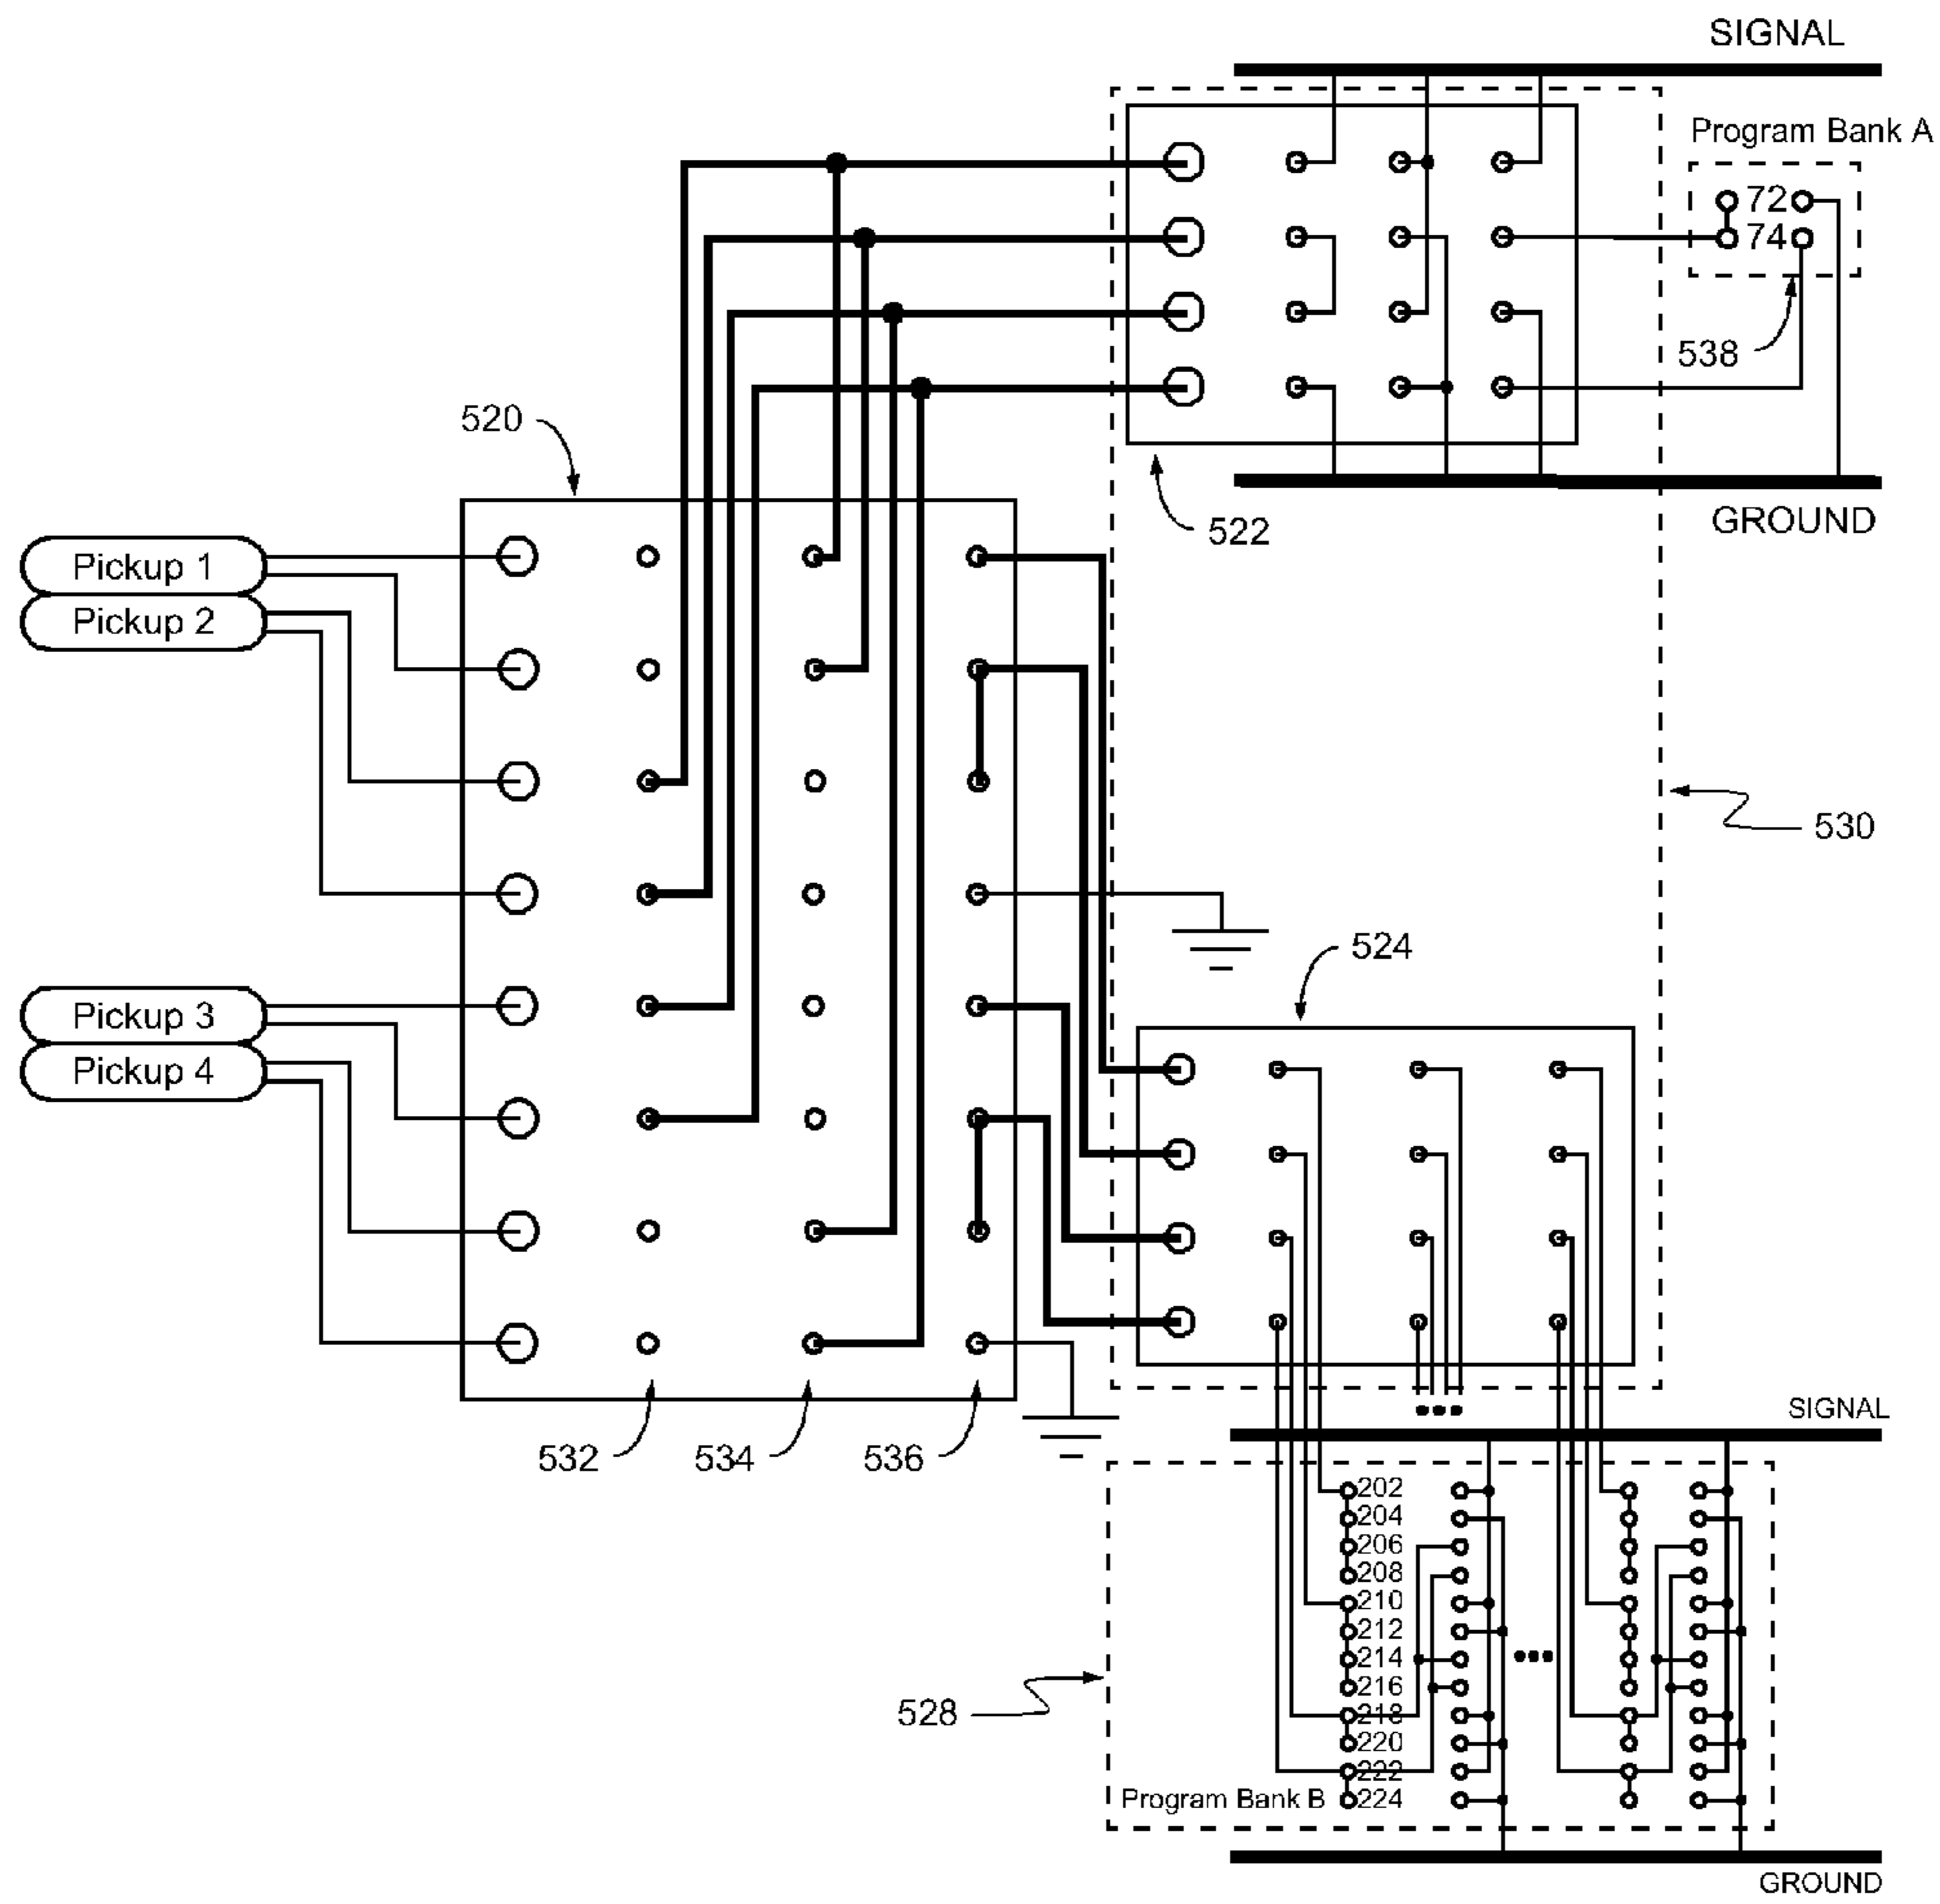 SIGNAL
Program Bank A
72
74
538
520
522
GROUND
Pickup 1
Pickup 2
530
524
Pickup 3
Pickup 4
532
534
536
SIGNAL
202
204
206
208
210
212
214
216
218
220
222
224
528
Program Bank B
GROUND